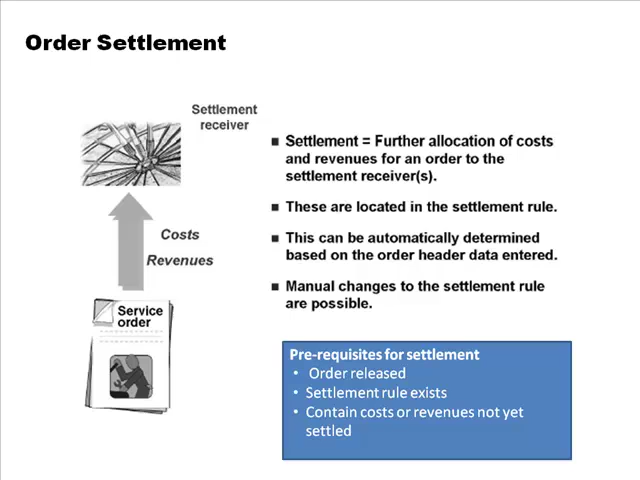 Order Settlement
Settlement
receiver
Costs
Revenues
Service
order
■ Settlement = Further allocation of costs
and revenues for an order to the
settlement receiver(s).
■ These are located in the settlement rule.
■ This can be automatically determined
based on the order header data entered.
■ Manual changes to the settlement rule
are possible.
Pre-requisites for settlement
• Order released
• Settlement rule exists
• Contain costs or revenues not yet
settled